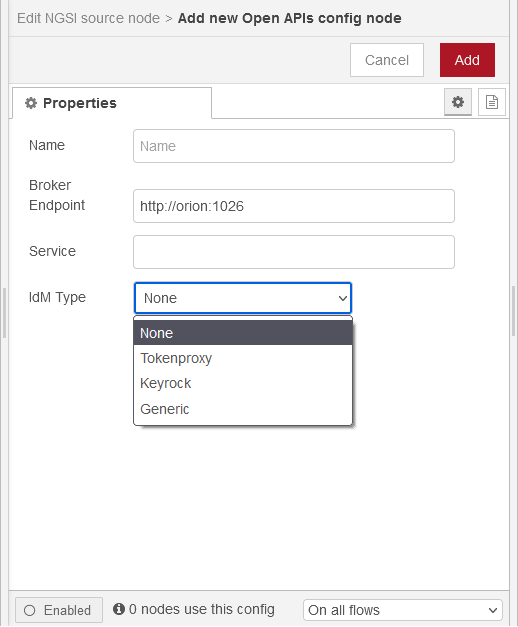 Edit NGSI source node > Add new Open APIs config node
Cancel Add
Properties
Name Name
Broker
Endpoint http://orion:1026
Service
IdM Type None
None
Tokenproxy
Keyrock
Generic
Enabled 0 nodes use this config On all flows